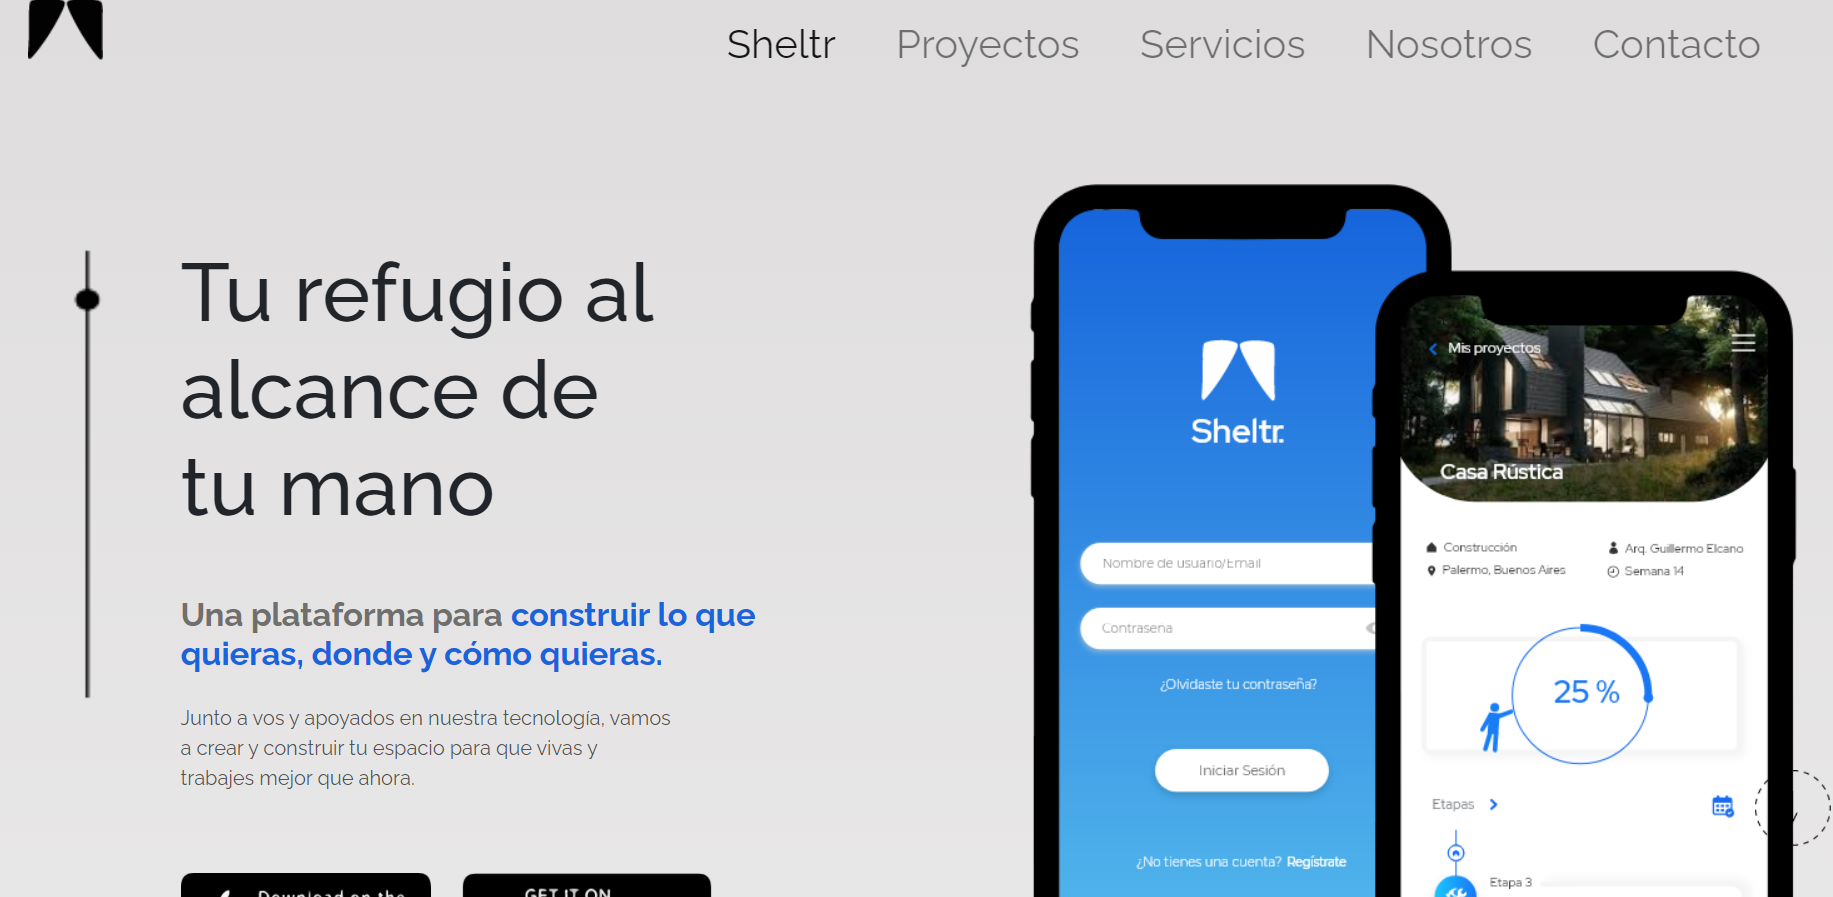 Sheltr Proyectos Servicios Nosotros Contacto
Tu refugio al
alcance de
tu mano
Una plataforma para construir lo que
quieras, donde y cómo quieras.
Junto a vos y apoyados en nuestra tecnología, vamos
a crear y construir tu espacio para que vivas y
trabajes mejor que ahora.
Download on the
GET IT ON
Sheltr.
Nombre de usuario/Email
Contrasena
¿Olvidaste tu contraseña?
Iniciar Sesión
¿No tienes una cuenta? Regístrate
Mis proyectos
Casa Rústica
Construcción
Arq. Guillermo Elcano
Palermo, Buenos Aires
Semana 14
25 %
Etapas
Etapa 3